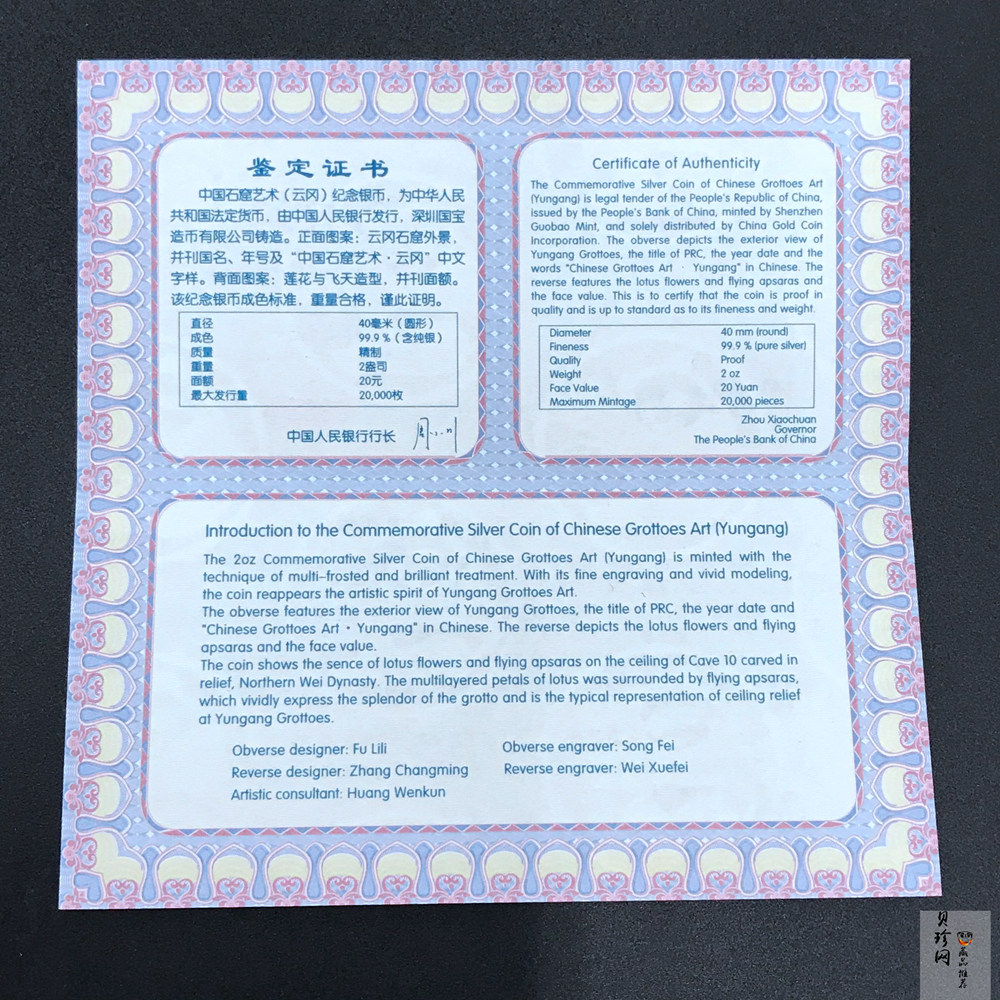 鉴定证书
中国石窟艺术（云冈）纪念银币，为中华人民
共和国法定货币，由中国人民银行发行，深圳国宝
造币有限公司铸造。正面图案：云冈石窟外景，
并刊国名、年号及“中国石窟艺术·云冈”中文
字样。背面图案：莲花与飞天造型，并刊面额。
该纪念银币成色标准，重量合格，谨此证明。
直径 40毫米（圆形）
成色 99.9％（含纯银）
质量 精制
重量 2盎司
面额 20元
最大发行量 20,000枚
中国人民银行行长
Certificate of Authenticity
The Commemorative Silver Coin of Chinese Grottoes Art
(Yungang) is legal tender of the People's Republic of China,
issued by the People's Bank of China, minted by Shenzhen
Guobao Mint, and solely distributed by China Gold Coin
Incorporation. The obverse depicts the exterior view of
Yungang Grottoes, the title of PRC, the year date and the
words "Chinese Grottoes Art · Yungang" in Chinese. The
reverse features the lotus flowers and flying apsaras and
the face value. This is to certify that the coin is proof in
quality and is up to standard as to its fineness and weight.
Diameter 40 mm (round)
Fineness 99.9 % (pure silver)
Quality Proof
Weight 2 oz
Face Value 20 Yuan
Maximum Mintage 20,000 pieces
Zhou Xiaochuan
Governor
The People's Bank of China
Introduction to the Commemorative Silver Coin of Chinese Grottoes Art (Yungang)
The 2oz Commemorative Silver Coin of Chinese Grottoes Art (Yungang) is minted with the
technique of multi-frosted and brilliant treatment. With its fine engraving and vivid modeling,
the coin reappears the artistic spirit of Yungang Grottoes Art.
The obverse features the exterior view of Yungang Grottoes, the title of PRC, the year date and
"Chinese Grottoes Art • Yungang" in Chinese. The reverse depicts the lotus flowers and flying
apsaras and the face value.
The coin shows the sence of lotus flowers and flying apsaras on the ceiling of Cave 10 carved in
relief, Northern Wei Dynasty. The multilayered petals of lotus was surrounded by flying apsaras,
which vividly express the splendor of the grotto and is the typical representation of ceiling relief
at Yungang Grottoes.
Obverse designer: Fu Lili Obverse engraver: Song Fei
Reverse designer: Zhang Changming Reverse engraver: Wei Xuefei
Artistic consultant: Huang Wenkun
贝珍网
藏品推荐